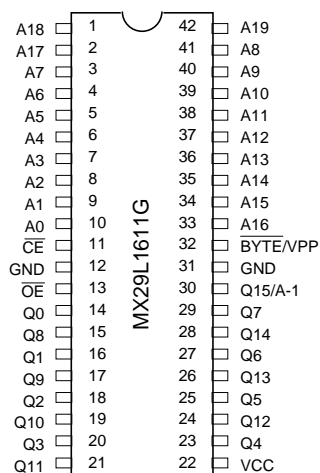 A18 1 42 A19
A17 2 41 A8
A7 3 40 A9
A6 4 39 A10
A5 5 38 A11
A4 6 37 A12
A3 7 36 A13
A2 8 35 A14
A1 9 34 A15
A0 10 33 A16
CE 11 32 BYTE/VPP
GND 12 31 GND
OE 13 30 Q15/A-1
Q0 14 29 Q7
Q8 15 28 Q14
Q1 16 27 Q6
Q9 17 26 Q13
Q2 18 25 Q5
Q10 19 24 Q12
Q3 20 23 Q4
Q11 21 22 VCC
MX29L1611G